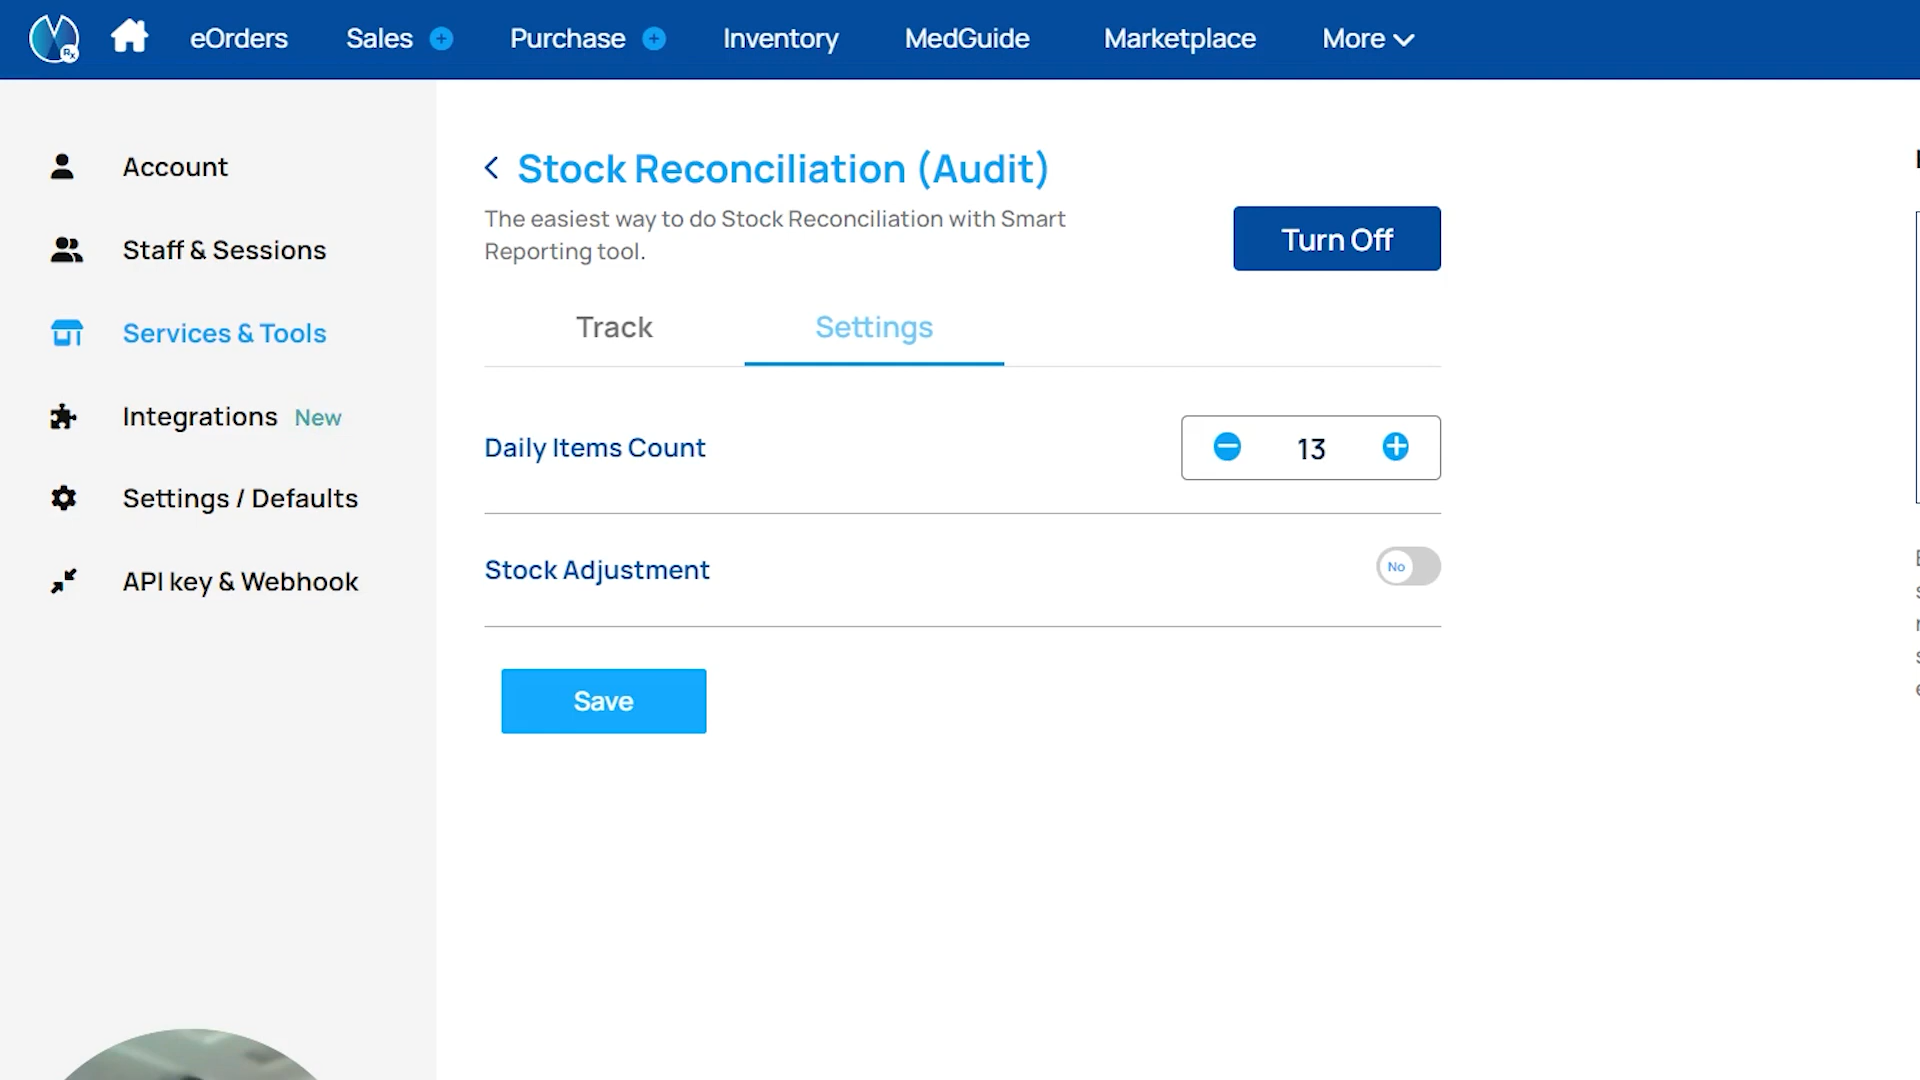 eOrders
Sales
Purchase
Inventory
MedGuide
Marketplace
More
Account
Staff & Sessions
Services & Tools
Integrations New
Settings / Defaults
API key & Webhook
Stock Reconciliation (Audit)
The easiest way to do Stock Reconciliation with Smart
Reporting tool.
Turn Off
Track
Settings
Daily Items Count
13
Stock Adjustment
No
Save